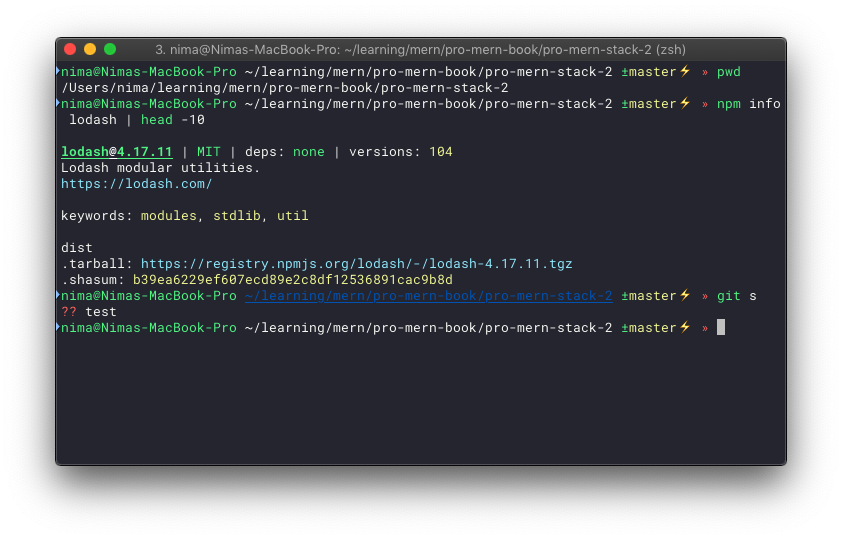 3. nima@Nimas-MacBook-Pro: ~/learning/mern/pro-mern-book/pro-mern-stack-2 (zsh)
nima@Nimas-MacBook-Pro ~/learning/mern/pro-mern-book/pro-mern-stack-2 ±master⚡ » pwd
/Users/nima/learning/mern/pro-mern-book/pro-mern-stack-2
nima@Nimas-MacBook-Pro ~/learning/mern/pro-mern-book/pro-mern-stack-2 ±master⚡ » npm info
lodash | head -10
lodash@4.17.11 | MIT | deps: none | versions: 104
Lodash modular utilities.
https://lodash.com/
keywords: modules, stdlib, util
dist
.tarball: https://registry.npmjs.org/lodash/-/lodash-4.17.11.tgz
.shasum: b39ea6229ef607ecd89e2c8df12536891cac9b8d
nima@Nimas-MacBook-Pro ~/learning/mern/pro-mern-book/pro-mern-stack-2 ±master⚡ » git s
?? test
nima@Nimas-MacBook-Pro ~/learning/mern/pro-mern-book/pro-mern-stack-2 ±master⚡ »